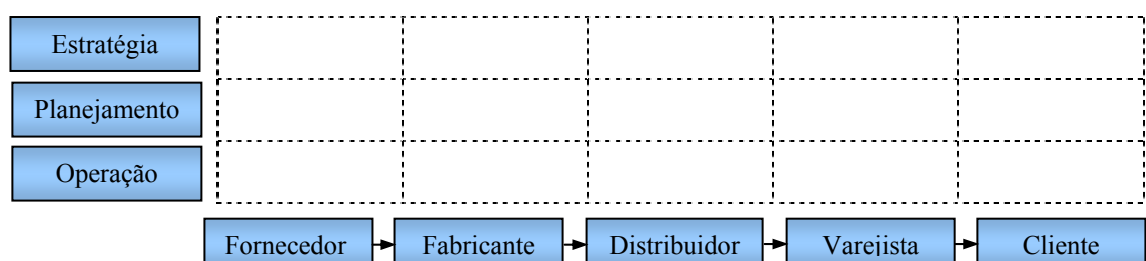 Estratégia
Planejamento
Operação
Fornecedor
Fabricante
Distribuidor
Varejista
Cliente